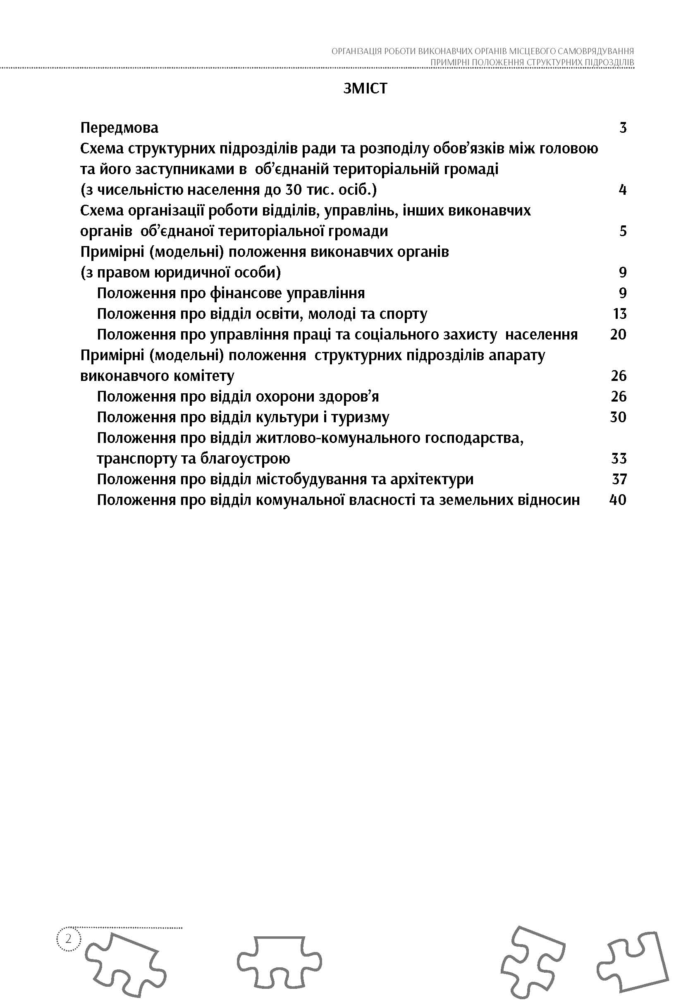 ОРГАНІЗАЦІЯ РОБОТИ ВИКОНАВЧИХ ОРГАНІВ МІСЦЕВОГО САМОВРЯДУВАННЯ
ПРИМІРНІ ПОЛОЖЕННЯ СТРУКТУРНИХ ПІДРОЗДІЛІВ
ЗМІСТ
Передмова 3
Схема структурних підрозділів ради та розподілу обов’язків між головою
та його заступниками в об’єднаній територіальній громаді
(з чисельністю населення до 30 тис. осіб.) 4
Схема організації роботи відділів, управлінь, інших виконавчих
органів об’єднаної територіальної громади 5
Примірні (модельні) положення виконавчих органів
(з правом юридичної особи) 9
Положення про фінансове управління 9
Положення про відділ освіти, молоді та спорту 13
Положення про управління праці та соціального захисту населення 20
Примірні (модельні) положення структурних підрозділів апарату
виконавчого комітету 26
Положення про відділ охорони здоров’я 26
Положення про відділ культури і туризму 30
Положення про відділ житлово-комунального господарства,
транспорту та благоустрою 33
Положення про відділ містобудування та архітектури 37
Положення про відділ комунальної власності та земельних відносин 40
2